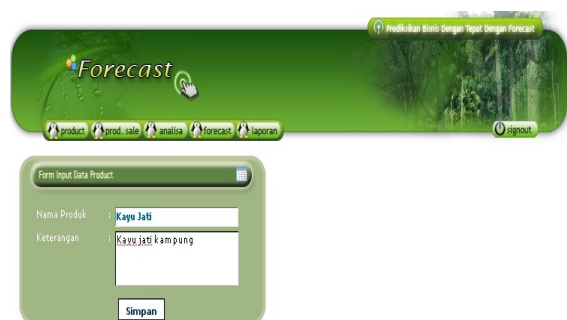 Prediksikan Bisnis Dengan Tepat Dengan Forecast
Forecast
product prod. sale analisa forecast laporan
signout
Form Input Data Product
Nama Produk : Kayu Jati
Keterangan : Kayu jati kampung
Simpan